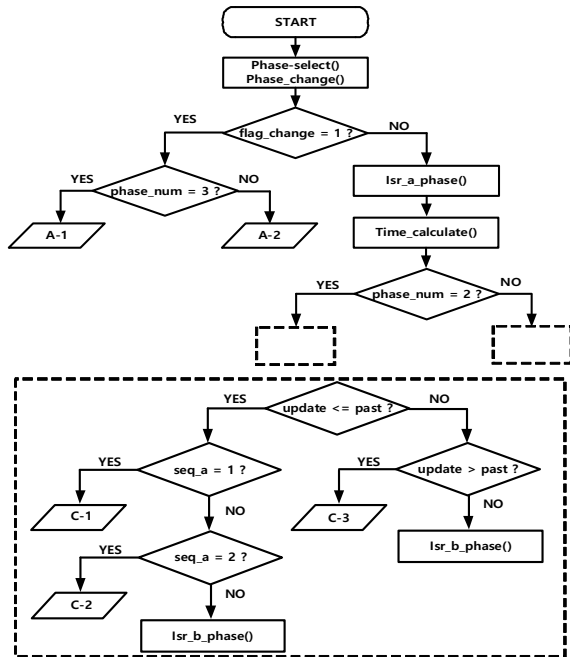 START
Phase-select()
Phase_change()
YES
flag_change = 1 ?
NO
YES
phase_num = 3 ?
NO
Isr_a_phase()
A-1
A-2
Time_calculate()
YES
phase_num = 2 ?
NO
YES
update <= past ?
NO
YES
seq_a = 1 ?
YES
update > past ?
C-1
NO
C-3
NO
YES
seq_a = 2 ?
Isr_b_phase()
C-2
NO
Isr_b_phase()